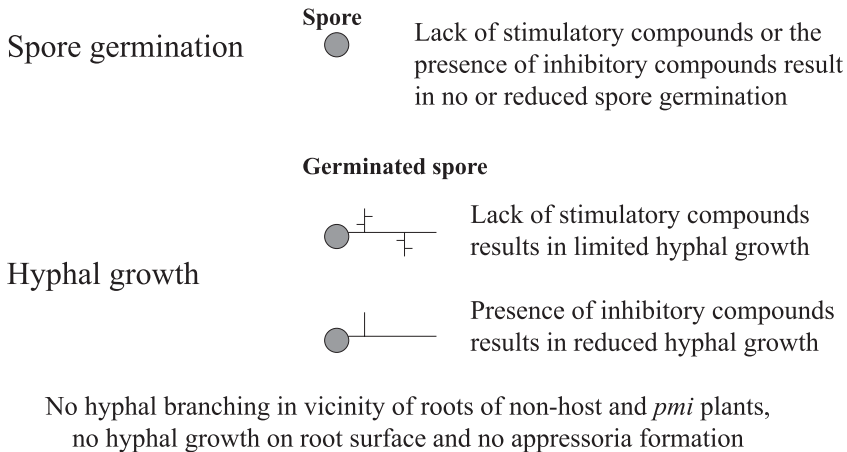 Spore
Spore germination
Lack of stimulatory compounds or the
presence of inhibitory compounds result
in no or reduced spore germination
Germinated spore
Lack of stimulatory compounds
results in limited hyphal growth
Hyphal growth
Presence of inhibitory compounds
results in reduced hyphal growth
No hyphal branching in vicinity of roots of non-host and pmi plants,
no hyphal growth on root surface and no appressoria formation